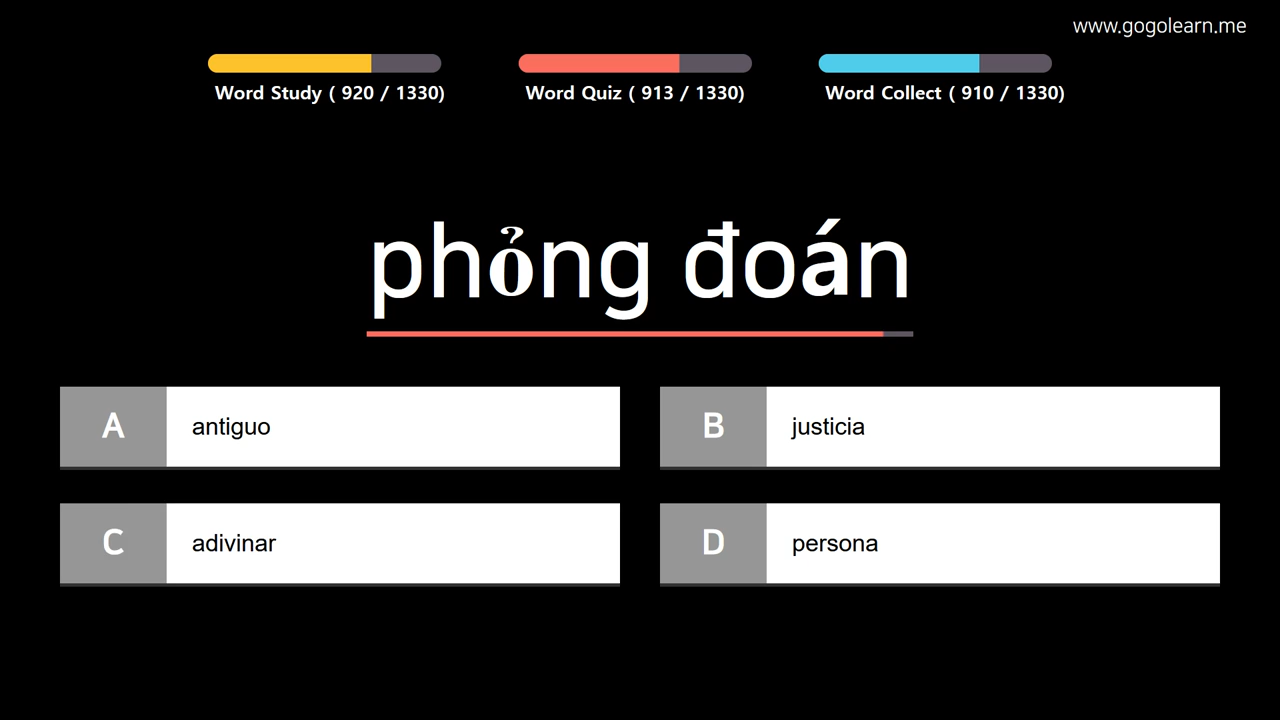 www.gogolearn.me
Word Study ( 920 / 1330)
Word Quiz ( 913 / 1330)
Word Collect ( 910 / 1330)
phỏng đoán
A antiguo
B justicia
C adivinar
D persona